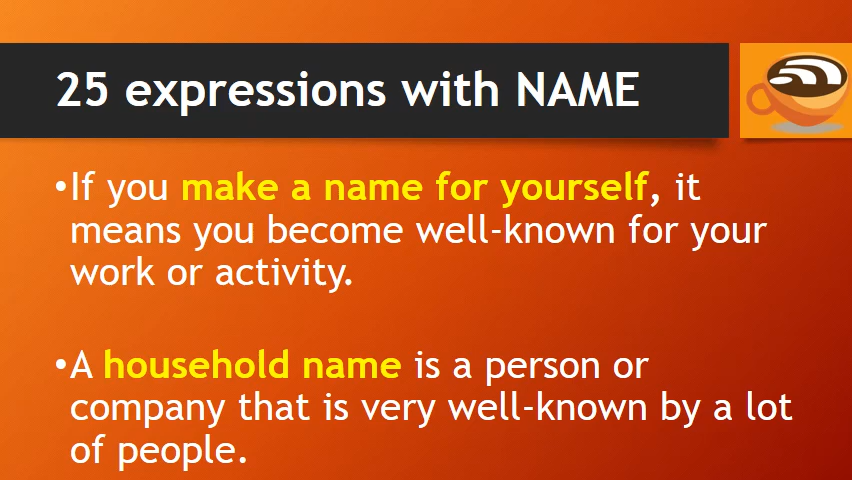 25 expressions with NAME
•If you make a name for yourself, it
means you become well-known for your
work or activity.
•A household name is a person or
company that is very well-known by a lot
of people.